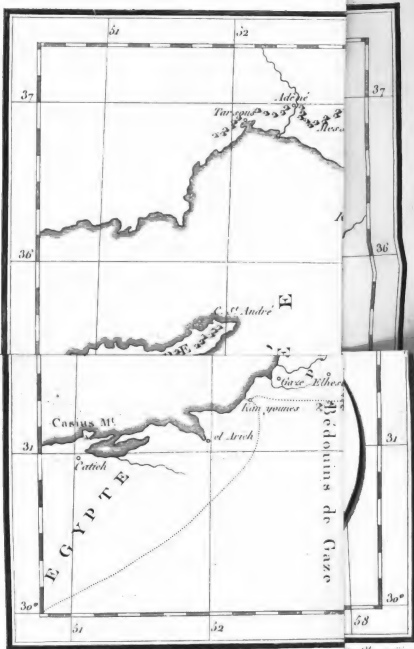 51 52
37 37
Adéné
Tarsous
36 36
C. St. André
E
E
Gaze
Kan younes
Casius Mt.
el Arich
31 31
Catieh
EGYPTE
Bédouins de Gaze
30° 30°
51 52 53